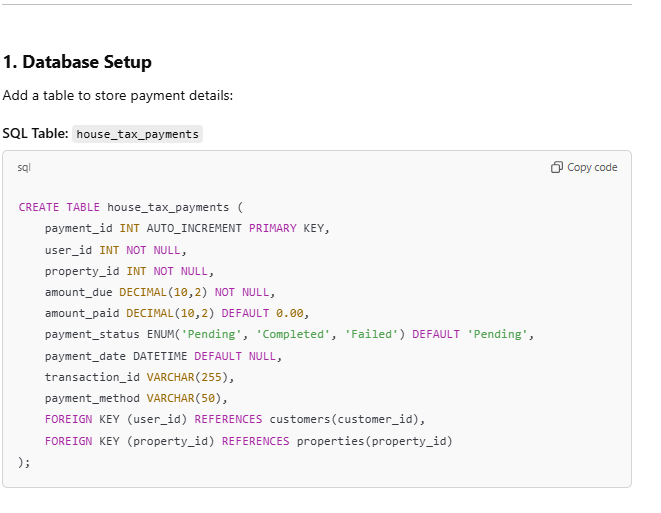 1. Database Setup
Add a table to store payment details:
SQL Table: house_tax_payments
sql
Copy code
CREATE TABLE house_tax_payments (
    payment_id INT AUTO_INCREMENT PRIMARY KEY,
    user_id INT NOT NULL,
    property_id INT NOT NULL,
    amount_due DECIMAL(10,2) NOT NULL,
    amount_paid DECIMAL(10,2) DEFAULT 0.00,
    payment_status ENUM('Pending', 'Completed', 'Failed') DEFAULT 'Pending',
    payment_date DATETIME DEFAULT NULL,
    transaction_id VARCHAR(255),
    payment_method VARCHAR(50),
    FOREIGN KEY (user_id) REFERENCES customers(customer_id),
    FOREIGN KEY (property_id) REFERENCES properties(property_id)
);